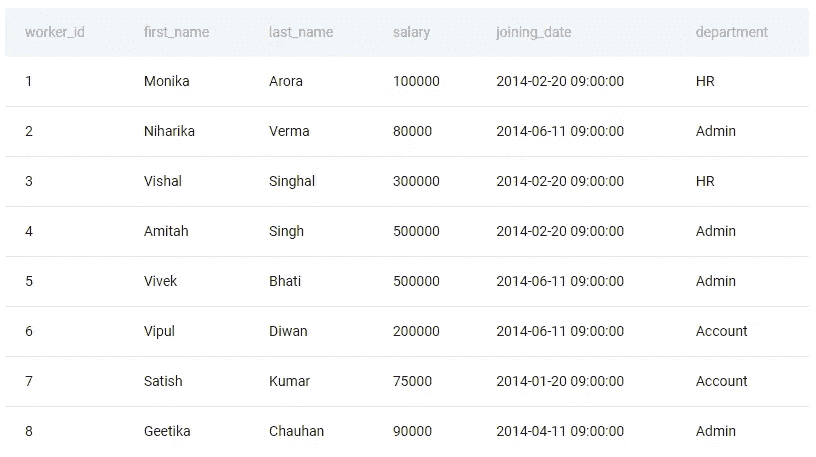 worker_id first_name last_name salary joining_date department
1 Monika Arora 100000 2014-02-20 09:00:00 HR
2 Niharika Verma 80000 2014-06-11 09:00:00 Admin
3 Vishal Singhal 300000 2014-02-20 09:00:00 HR
4 Amitah Singh 500000 2014-02-20 09:00:00 Admin
5 Vivek Bhati 500000 2014-06-11 09:00:00 Admin
6 Vipul Diwan 200000 2014-06-11 09:00:00 Account
7 Satish Kumar 75000 2014-01-20 09:00:00 Account
8 Geetika Chauhan 90000 2014-04-11 09:00:00 Admin